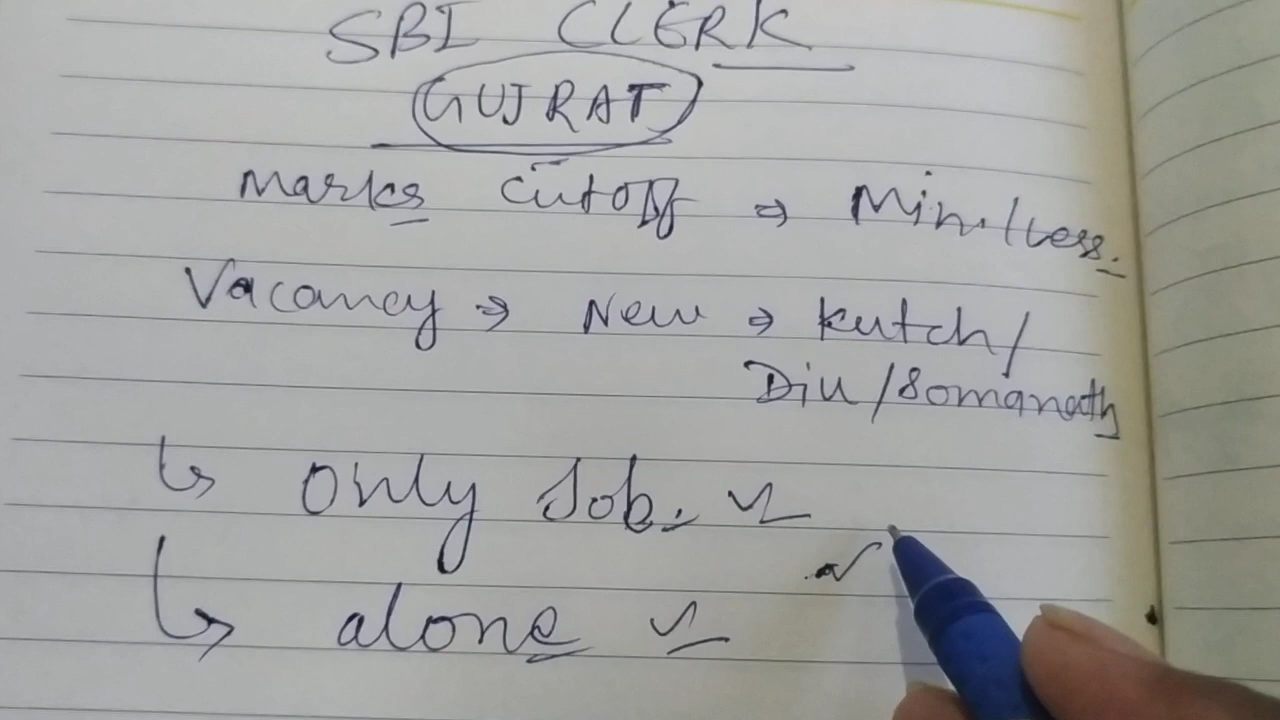 SBI CLERK
GUJRAT
Marks cutoff ⇒ Min./Less.
Vacancy ⇒ New ⇒ Kutch/
Diu/Somanath
↳ only Job. ✓
↳ alone ✓